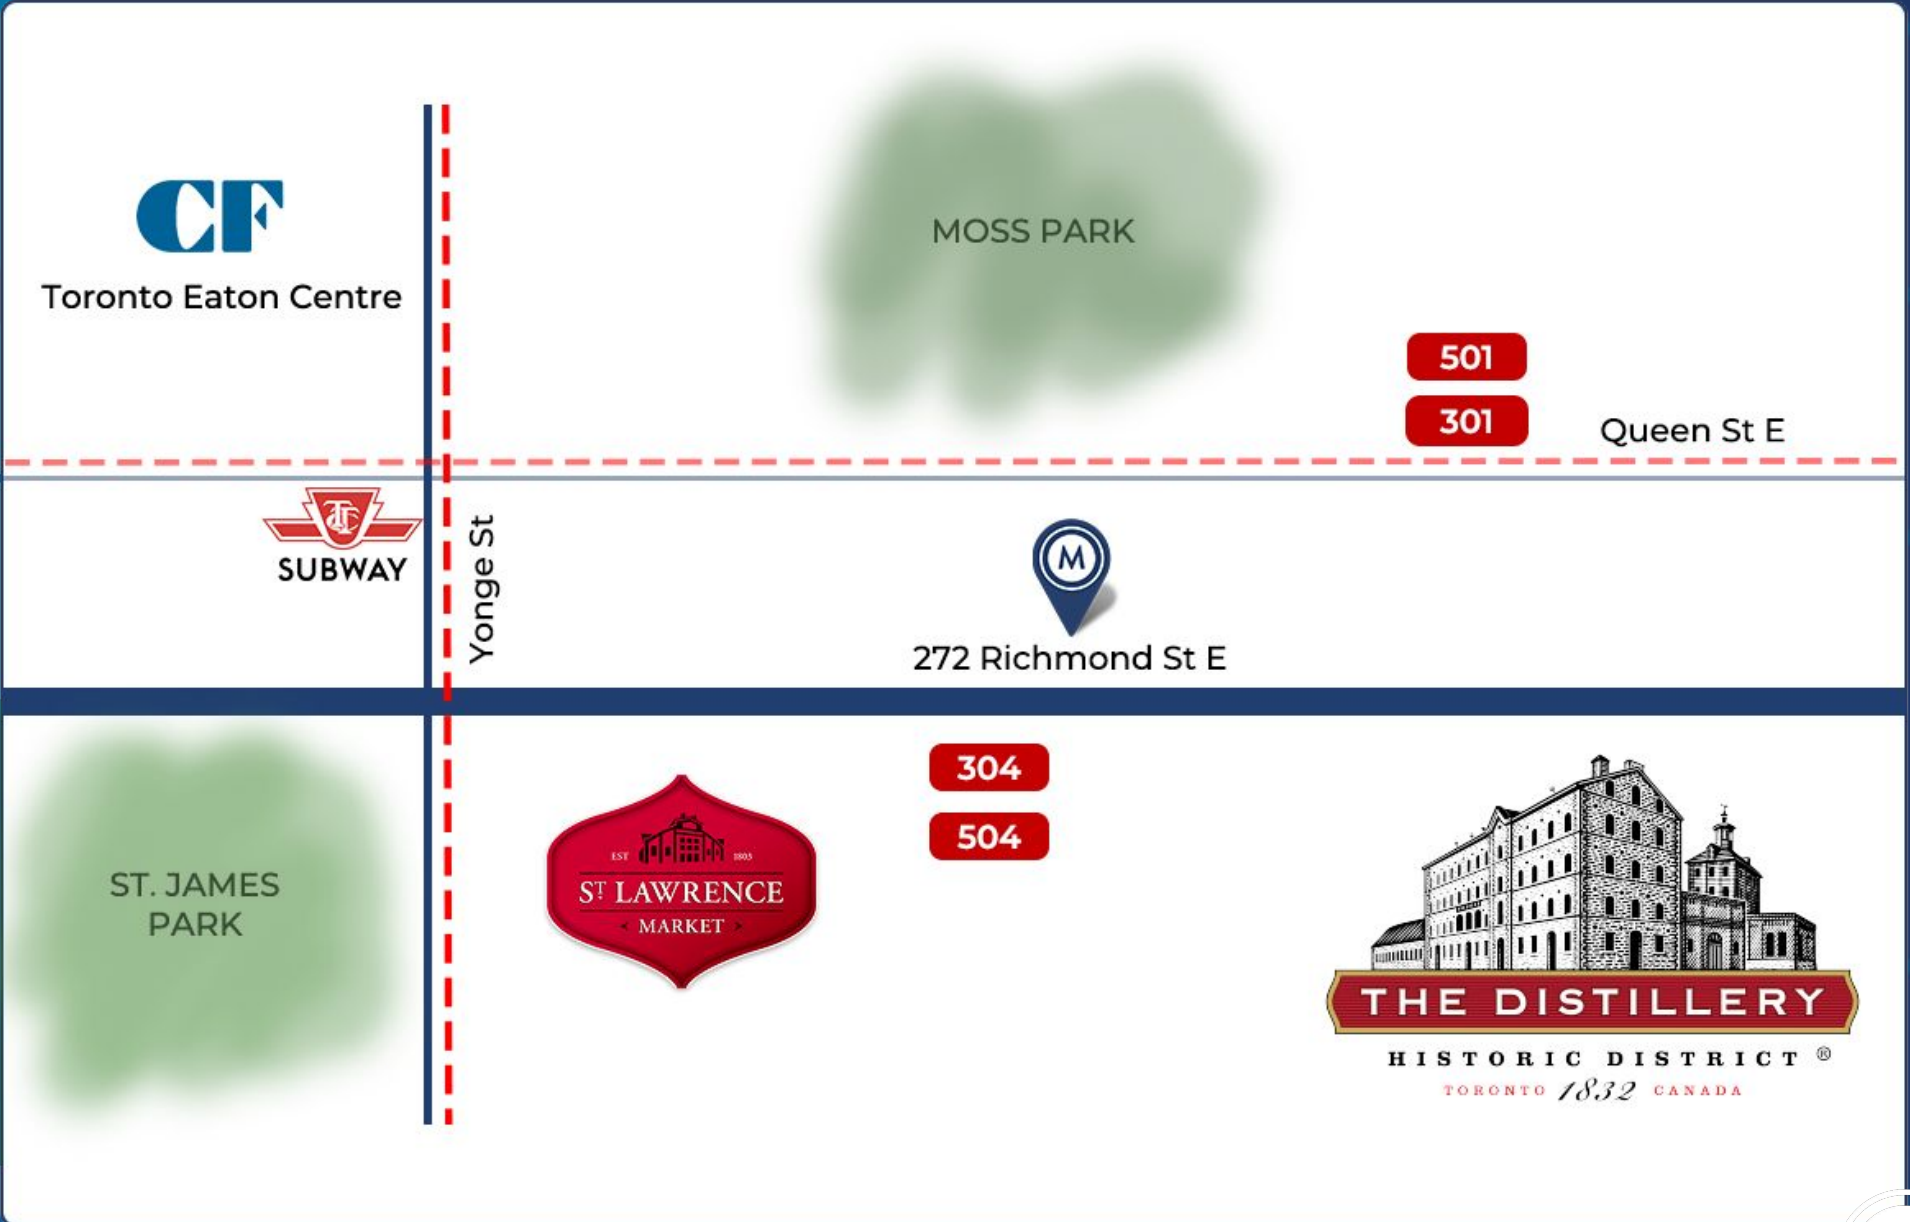 CF
Toronto Eaton Centre
MOSS PARK
501
301
Queen St E
TTC
SUBWAY
Yonge St
M
272 Richmond St E
ST. JAMES
PARK
EST 1803
ST LAWRENCE
MARKET
304
504
THE DISTILLERY
HISTORIC DISTRICT ®
TORONTO 1832 CANADA